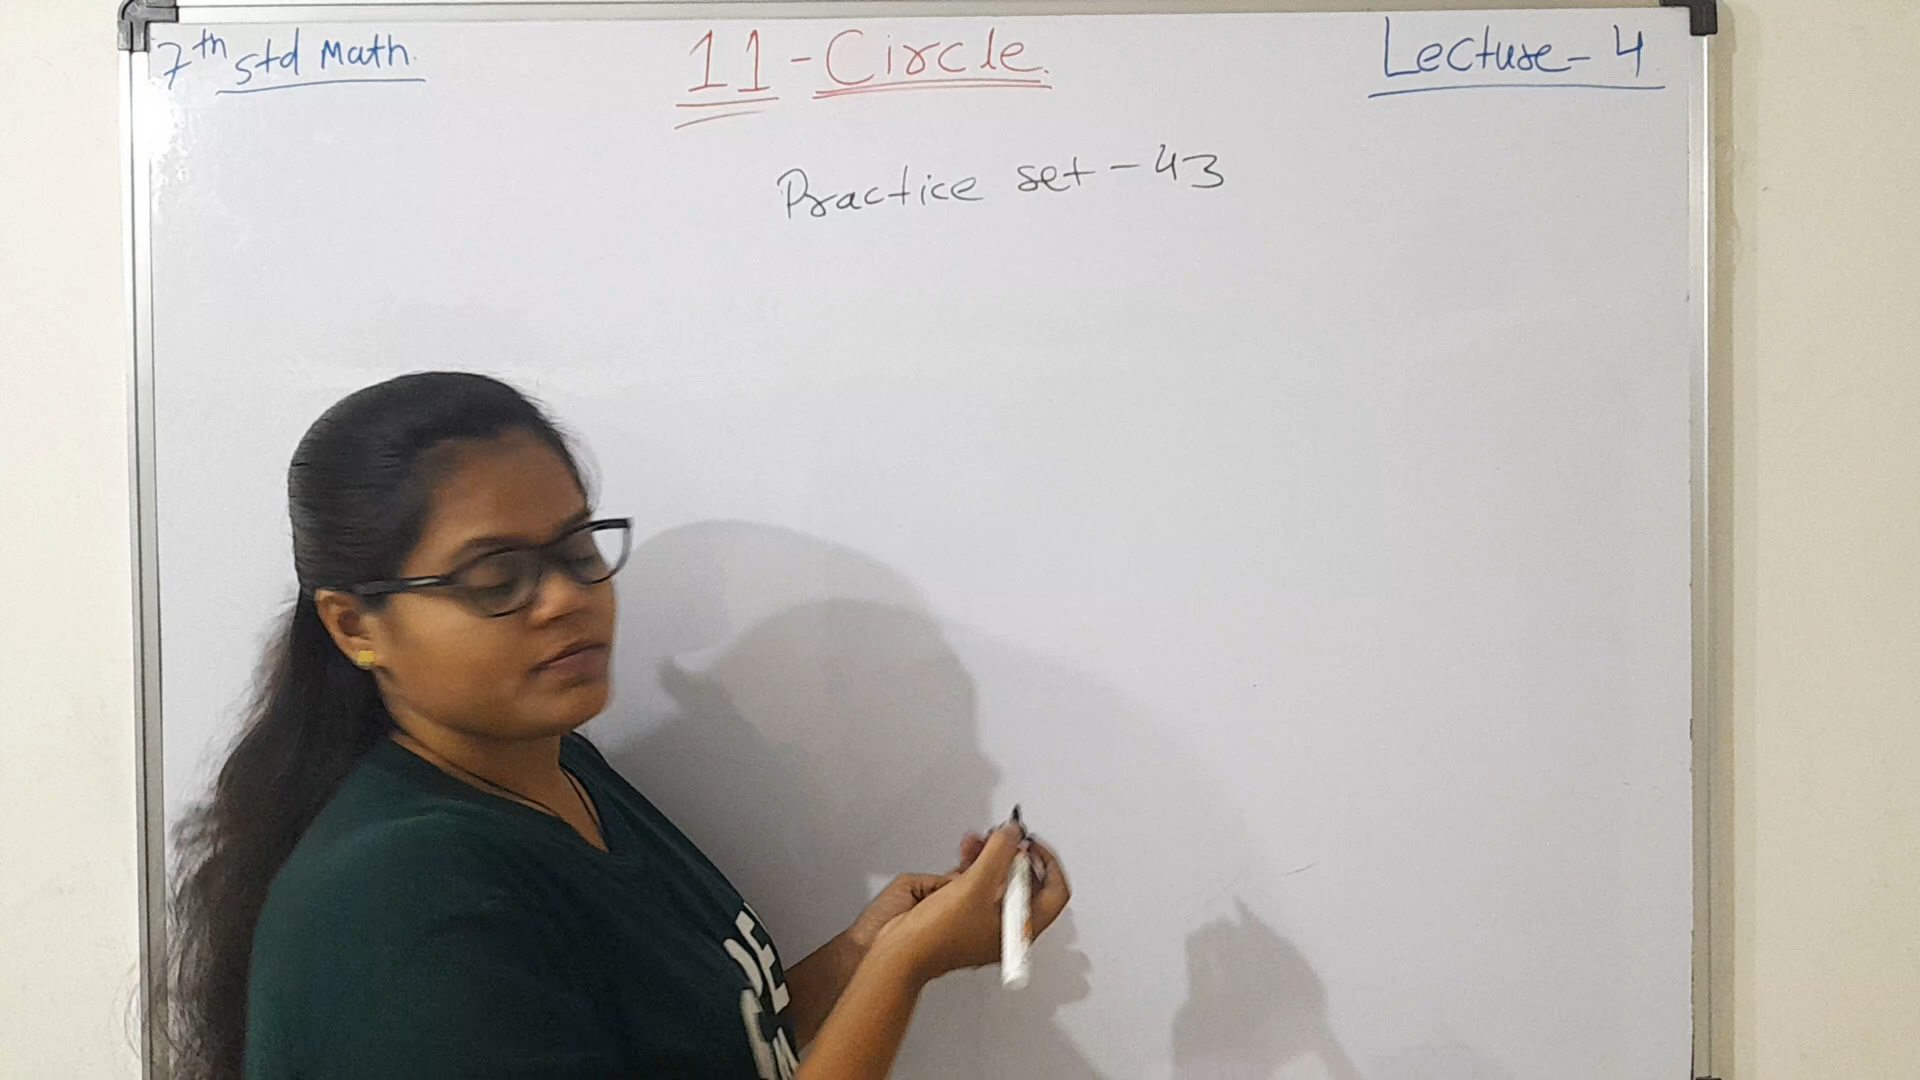 7th std Math.
11 - Circle.
Lecture - 4
Practice set - 43